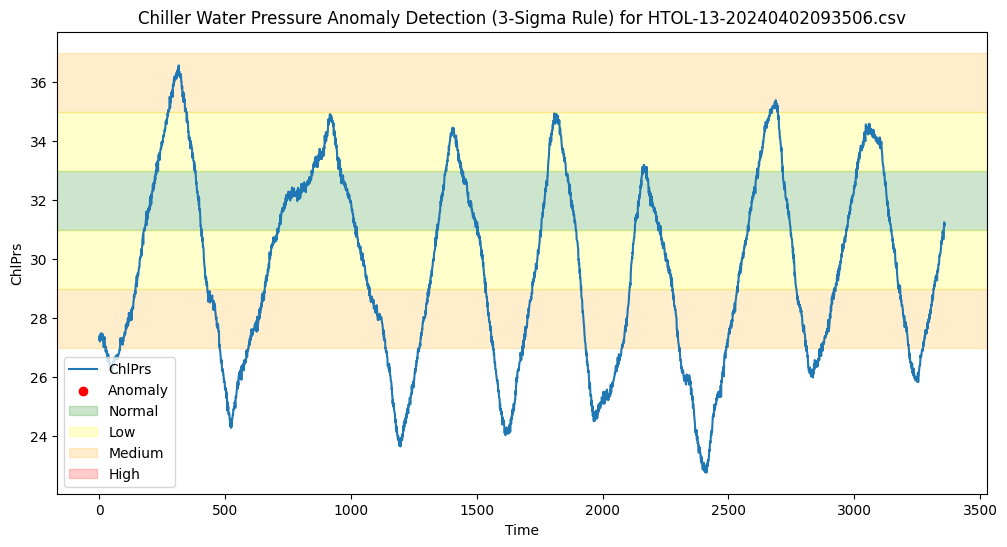 Chiller Water Pressure Anomaly Detection (3-Sigma Rule) for HTOL-13-20240402093506.csv
ChlPrs
36
34
32
30
28
26
24
ChlPrs
Anomaly
Normal
Low
Medium
High
0
500
1000
1500
2000
2500
3000
3500
Time